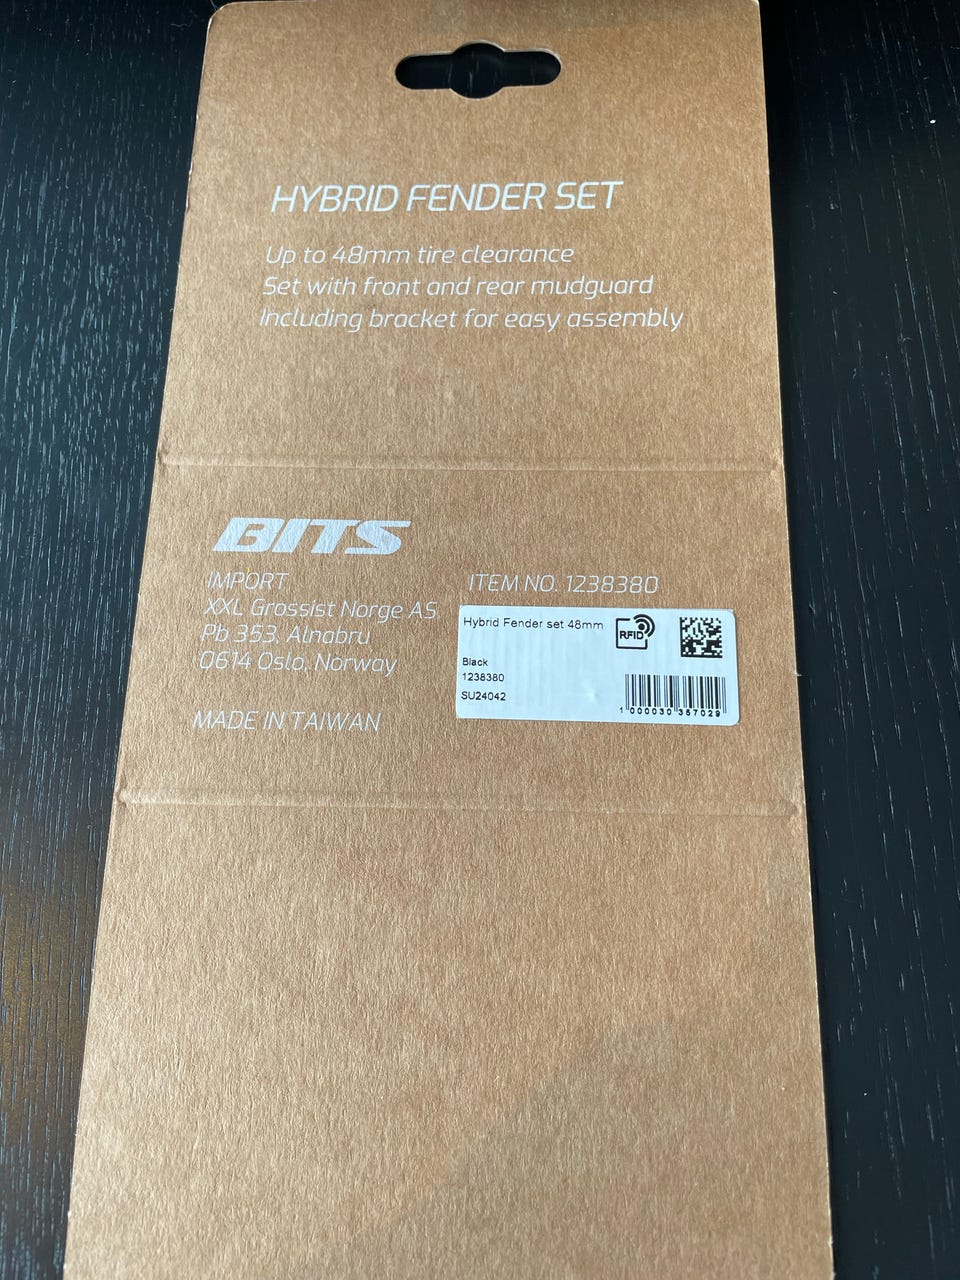 HYBRID FENDER SET
Up to 48mm tire clearance
Set with front and rear mudguard
Including bracket for easy assembly
BITS
IMPORT
XXL Grossist Norge AS
Pb 353, Alnabru
0614 Oslo, Norway
MADE IN TAIWAN
ITEM NO. 1238380
Hybrid Fender set 48mm
RFID
Black
1238380
SU24042
1 000030 357029